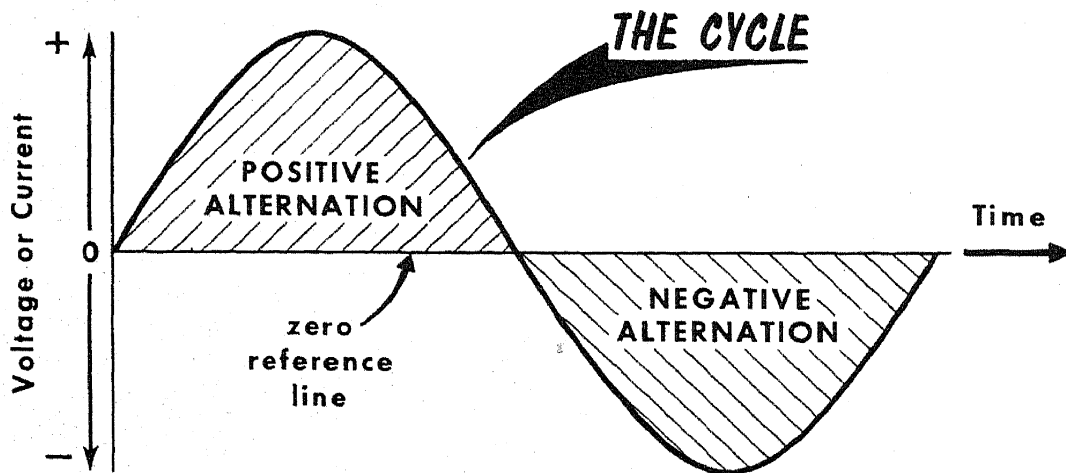 THE CYCLE
+
Voltage or Current
0
−
POSITIVE
ALTERNATION
Time
zero
reference
line
NEGATIVE
ALTERNATION